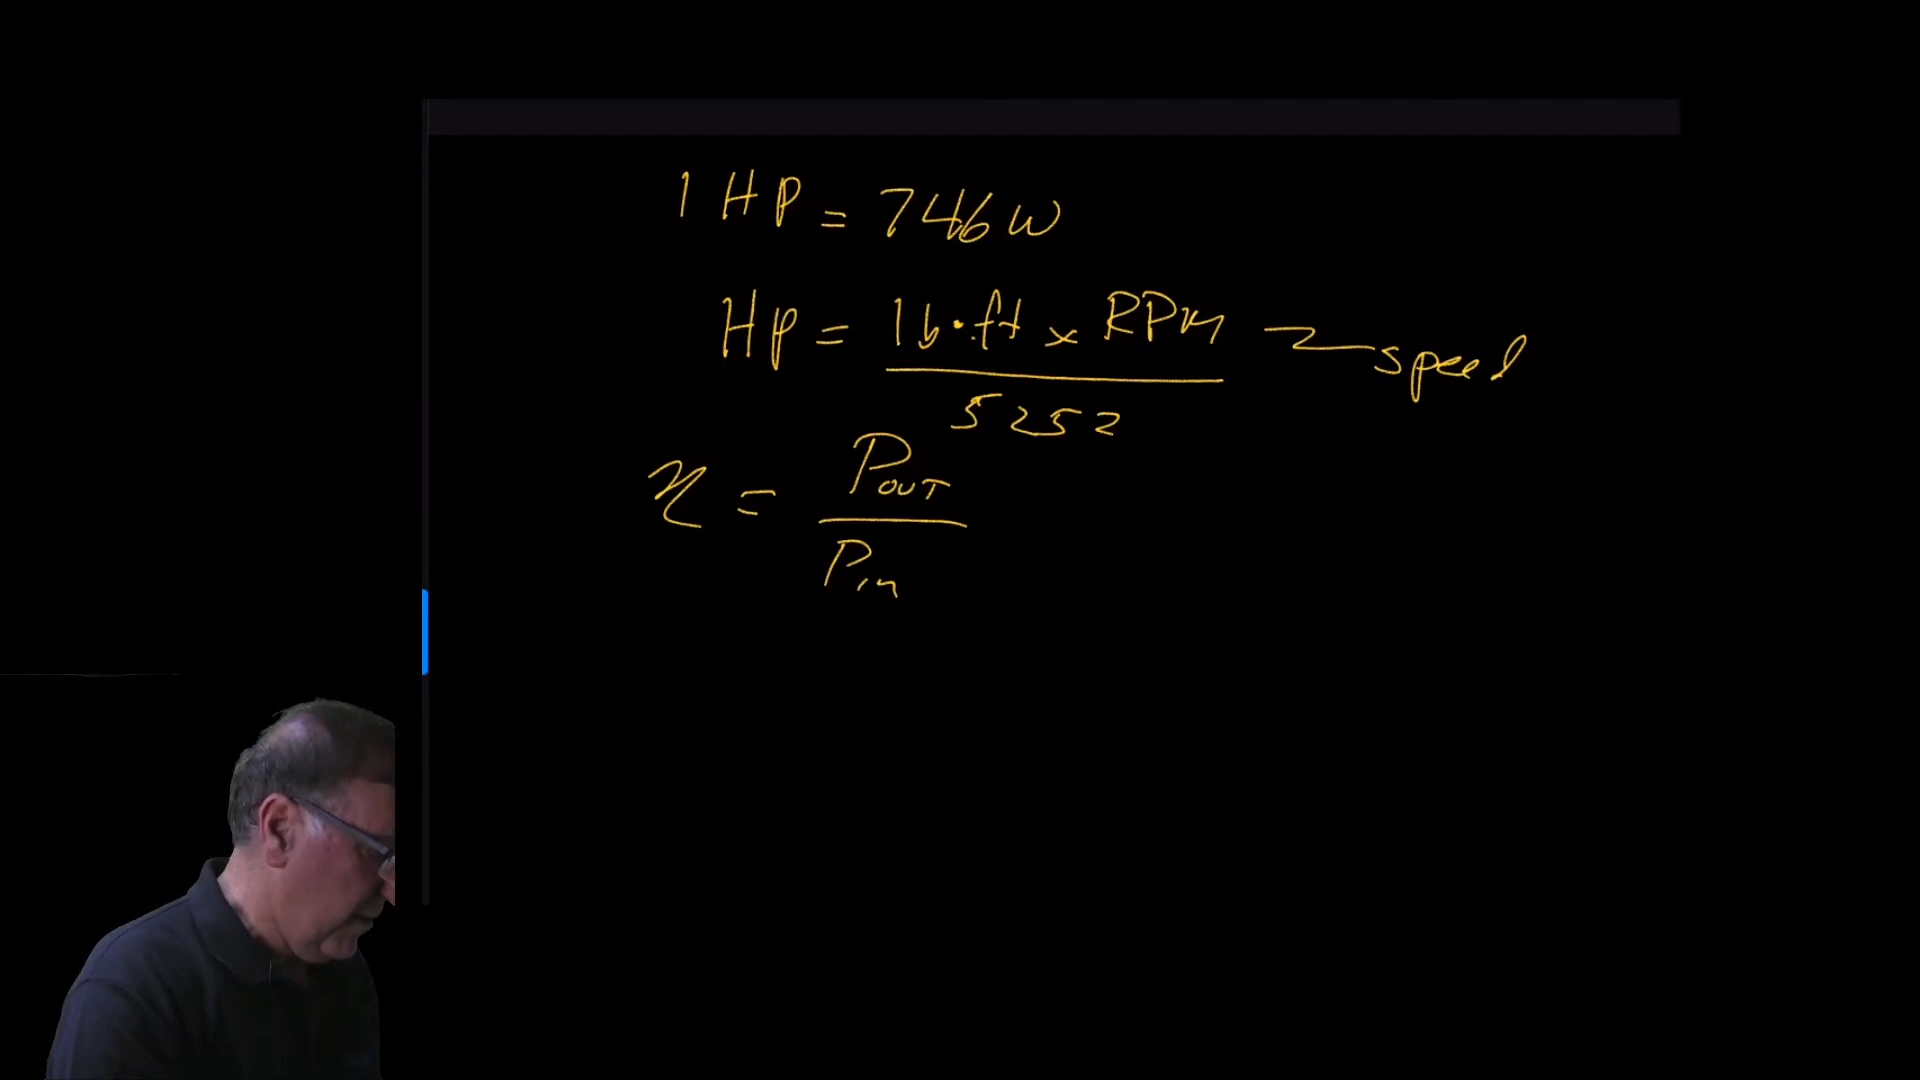 1 HP = 746 W
HP = lb·ft × RPM speed
5252
η = POUT
Pin